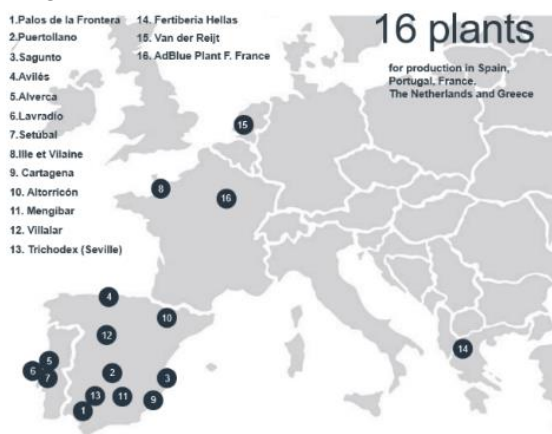 1.Palos de la Frontera
2.Puertollano
3.Sagunto
4.Avilés
5.Alverca
6.Lavradio
7.Setúbal
8.Ille et Vilaine
9. Cartagena
10. Altorricón
11. Mengibar
12. Villalar
13. Trichodex (Seville)
14. Fertiberia Hellas
15. Van der Reijt
16. AdBlue Plant F. France
16 plants
for production in Spain,
Portugal, France.
The Netherlands and Greece
15
8
16
4
10
12
14
5
6
7
2
3
13
11
9
1